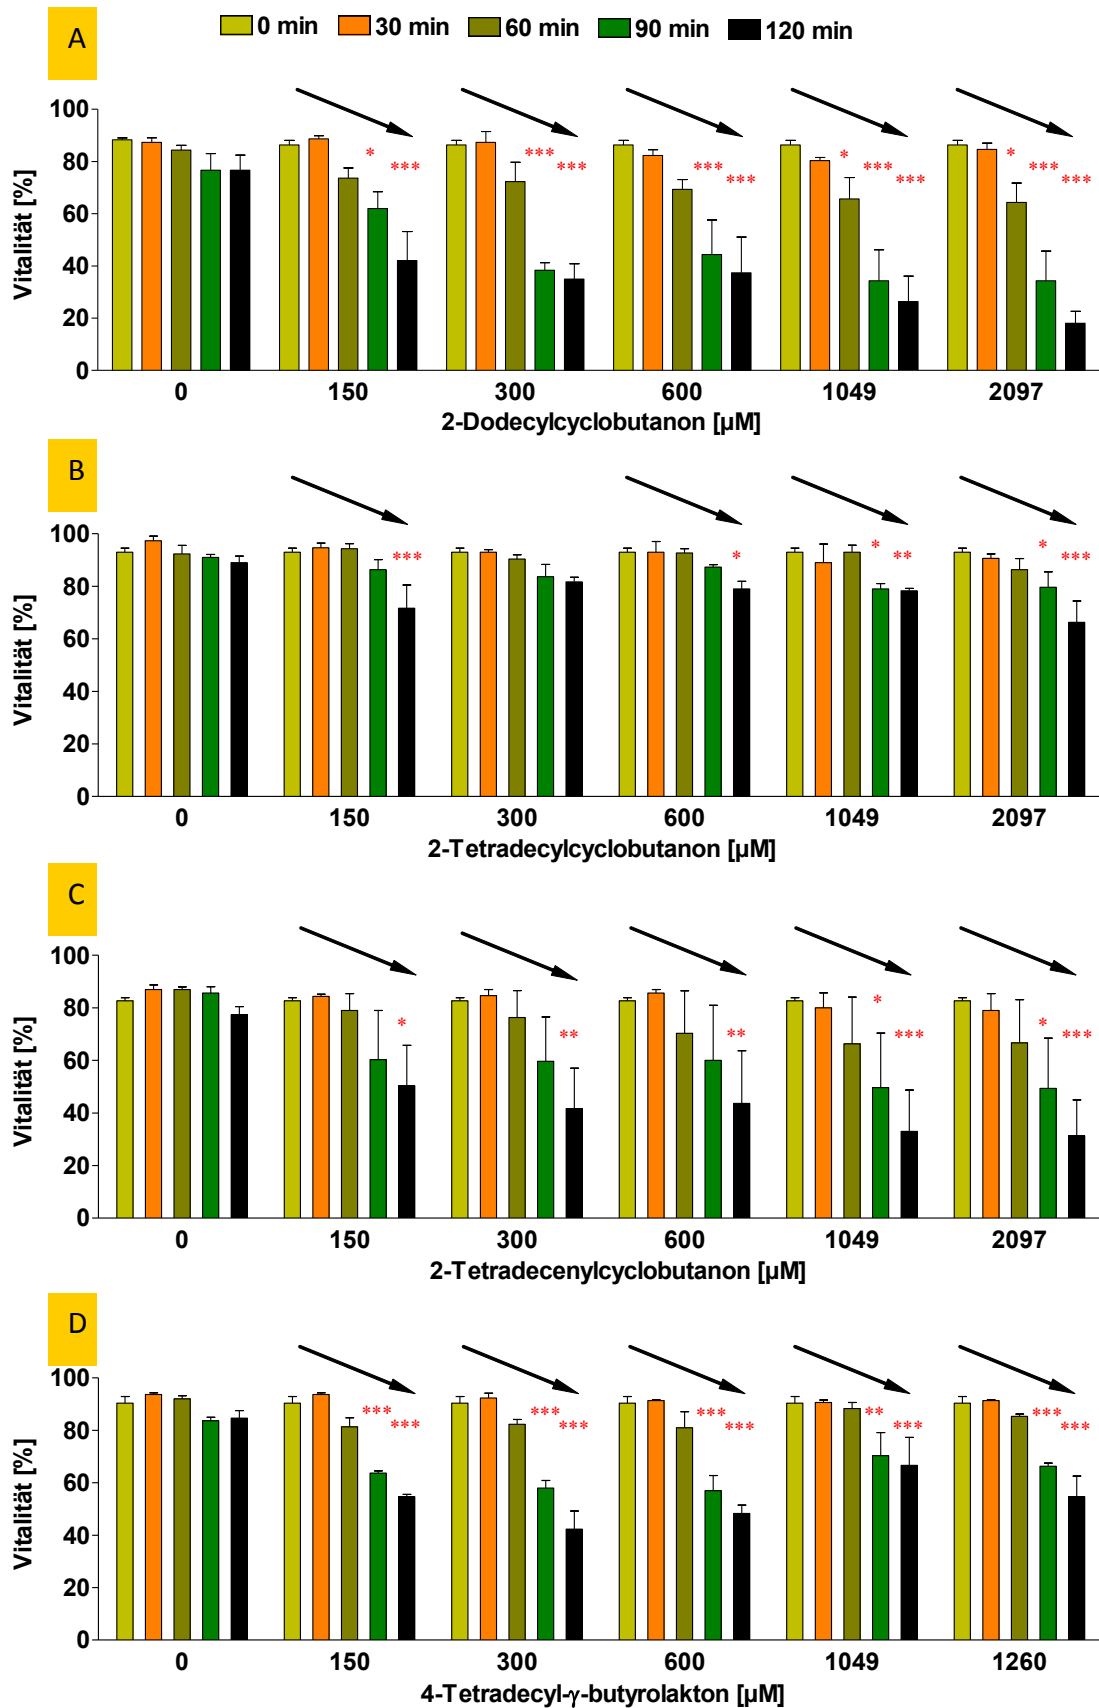 A
0 min 30 min 60 min 90 min 120 min
100
80
60
40
20
0
Vitalität [%]
* *** *** *** *** *** * *** *** * *** ***
0 150 300 600 1049 2097
2-Dodecylcyclobutanon [µM]
B
100
80
60
40
20
0
Vitalität [%]
*** * * ** * ***
0 150 300 600 1049 2097
2-Tetradecylcyclobutanon [µM]
C
100
80
60
40
20
0
Vitalität [%]
* ** ** * *** * ***
0 150 300 600 1049 2097
2-Tetradecenylcyclobutanon [µM]
D
100
80
60
40
20
0
Vitalität [%]
*** *** *** *** *** *** ** *** *** ***
0 150 300 600 1049 1260
4-Tetradecyl-γ-butyrolakton [µM]